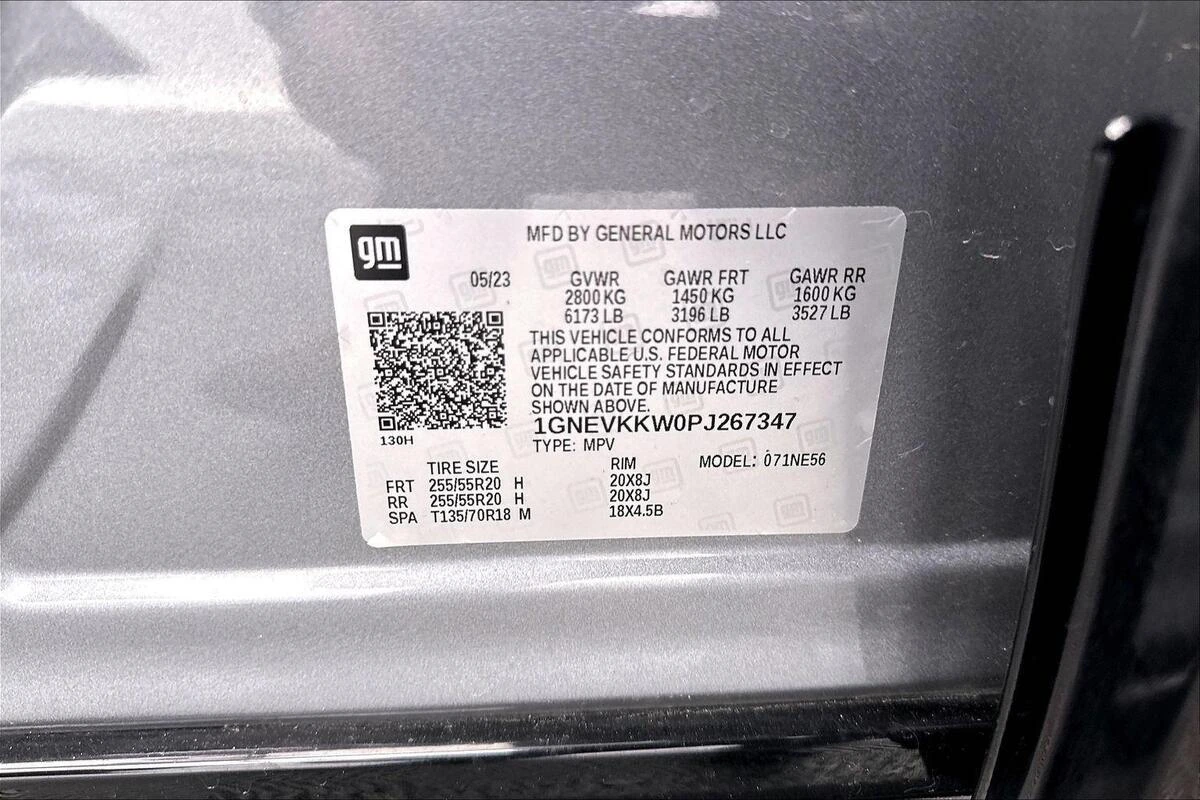 gm
MFD BY GENERAL MOTORS LLC
05/23 GVWR GAWR FRT GAWR RR
2800 KG 1450 KG 1600 KG
6173 LB 3196 LB 3527 LB
THIS VEHICLE CONFORMS TO ALL
APPLICABLE U.S. FEDERAL MOTOR
VEHICLE SAFETY STANDARDS IN EFFECT
ON THE DATE OF MANUFACTURE
SHOWN ABOVE.
1GNEVKKW0PJ267347
130H
TYPE: MPV
TIRE SIZE RIM MODEL: 071NE56
FRT 255/55R20 H 20X8J
RR 255/55R20 H 20X8J
SPA T135/70R18 M 18X4.5B